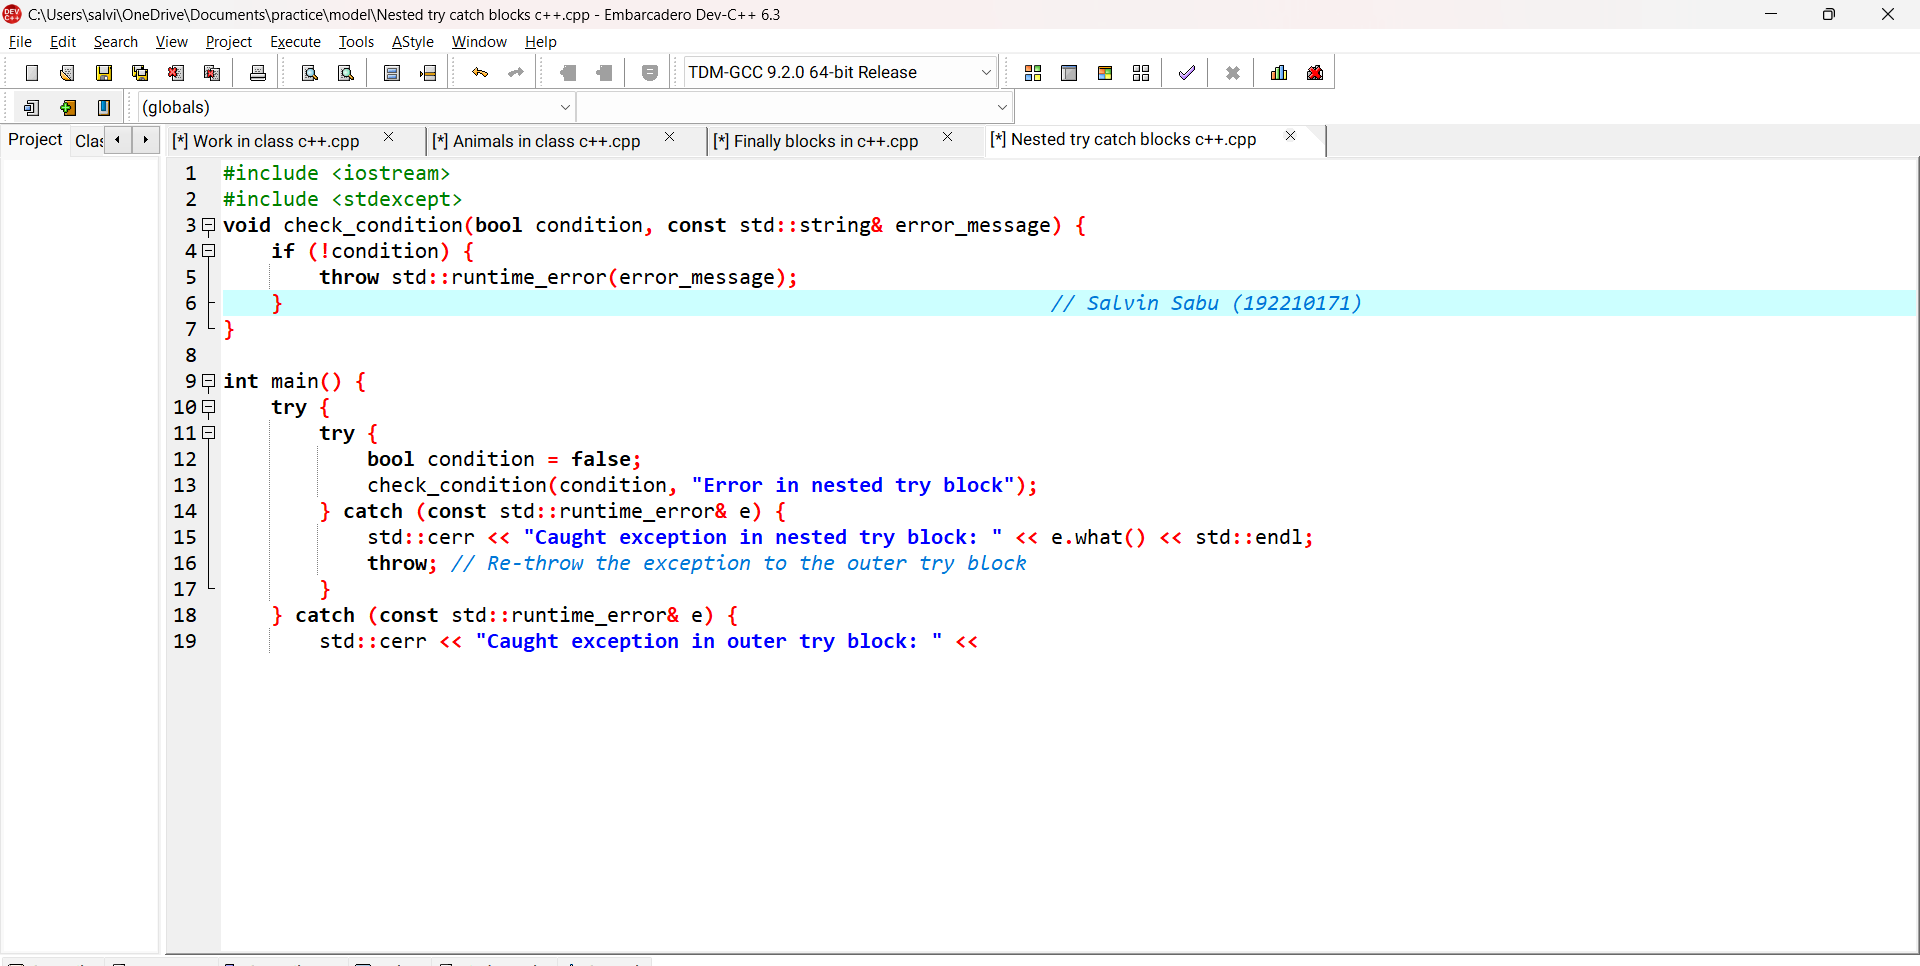 C:\Users\salvi\OneDrive\Documents\practice\model\Nested try catch blocks c++.cpp - Embarcadero Dev-C++ 6.3
File Edit Search View Project Execute Tools AStyle Window Help
TDM-GCC 9.2.0 64-bit Release
(globals)
Project Clas [*] Work in class c++.cpp [*] Animals in class c++.cpp [*] Finally blocks in c++.cpp [*] Nested try catch blocks c++.cpp
1 #include <iostream>
2 #include <stdexcept>
3 void check_condition(bool condition, const std::string& error_message) {
4     if (!condition) {
5         throw std::runtime_error(error_message);
6     } // Salvin Sabu (192210171)
7 }
8
9 int main() {
10     try {
11         try {
12             bool condition = false;
13             check_condition(condition, "Error in nested try block");
14         } catch (const std::runtime_error& e) {
15             std::cerr << "Caught exception in nested try block: " << e.what() << std::endl;
16             throw; // Re-throw the exception to the outer try block
17         }
18     } catch (const std::runtime_error& e) {
19         std::cerr << "Caught exception in outer try block: " <<